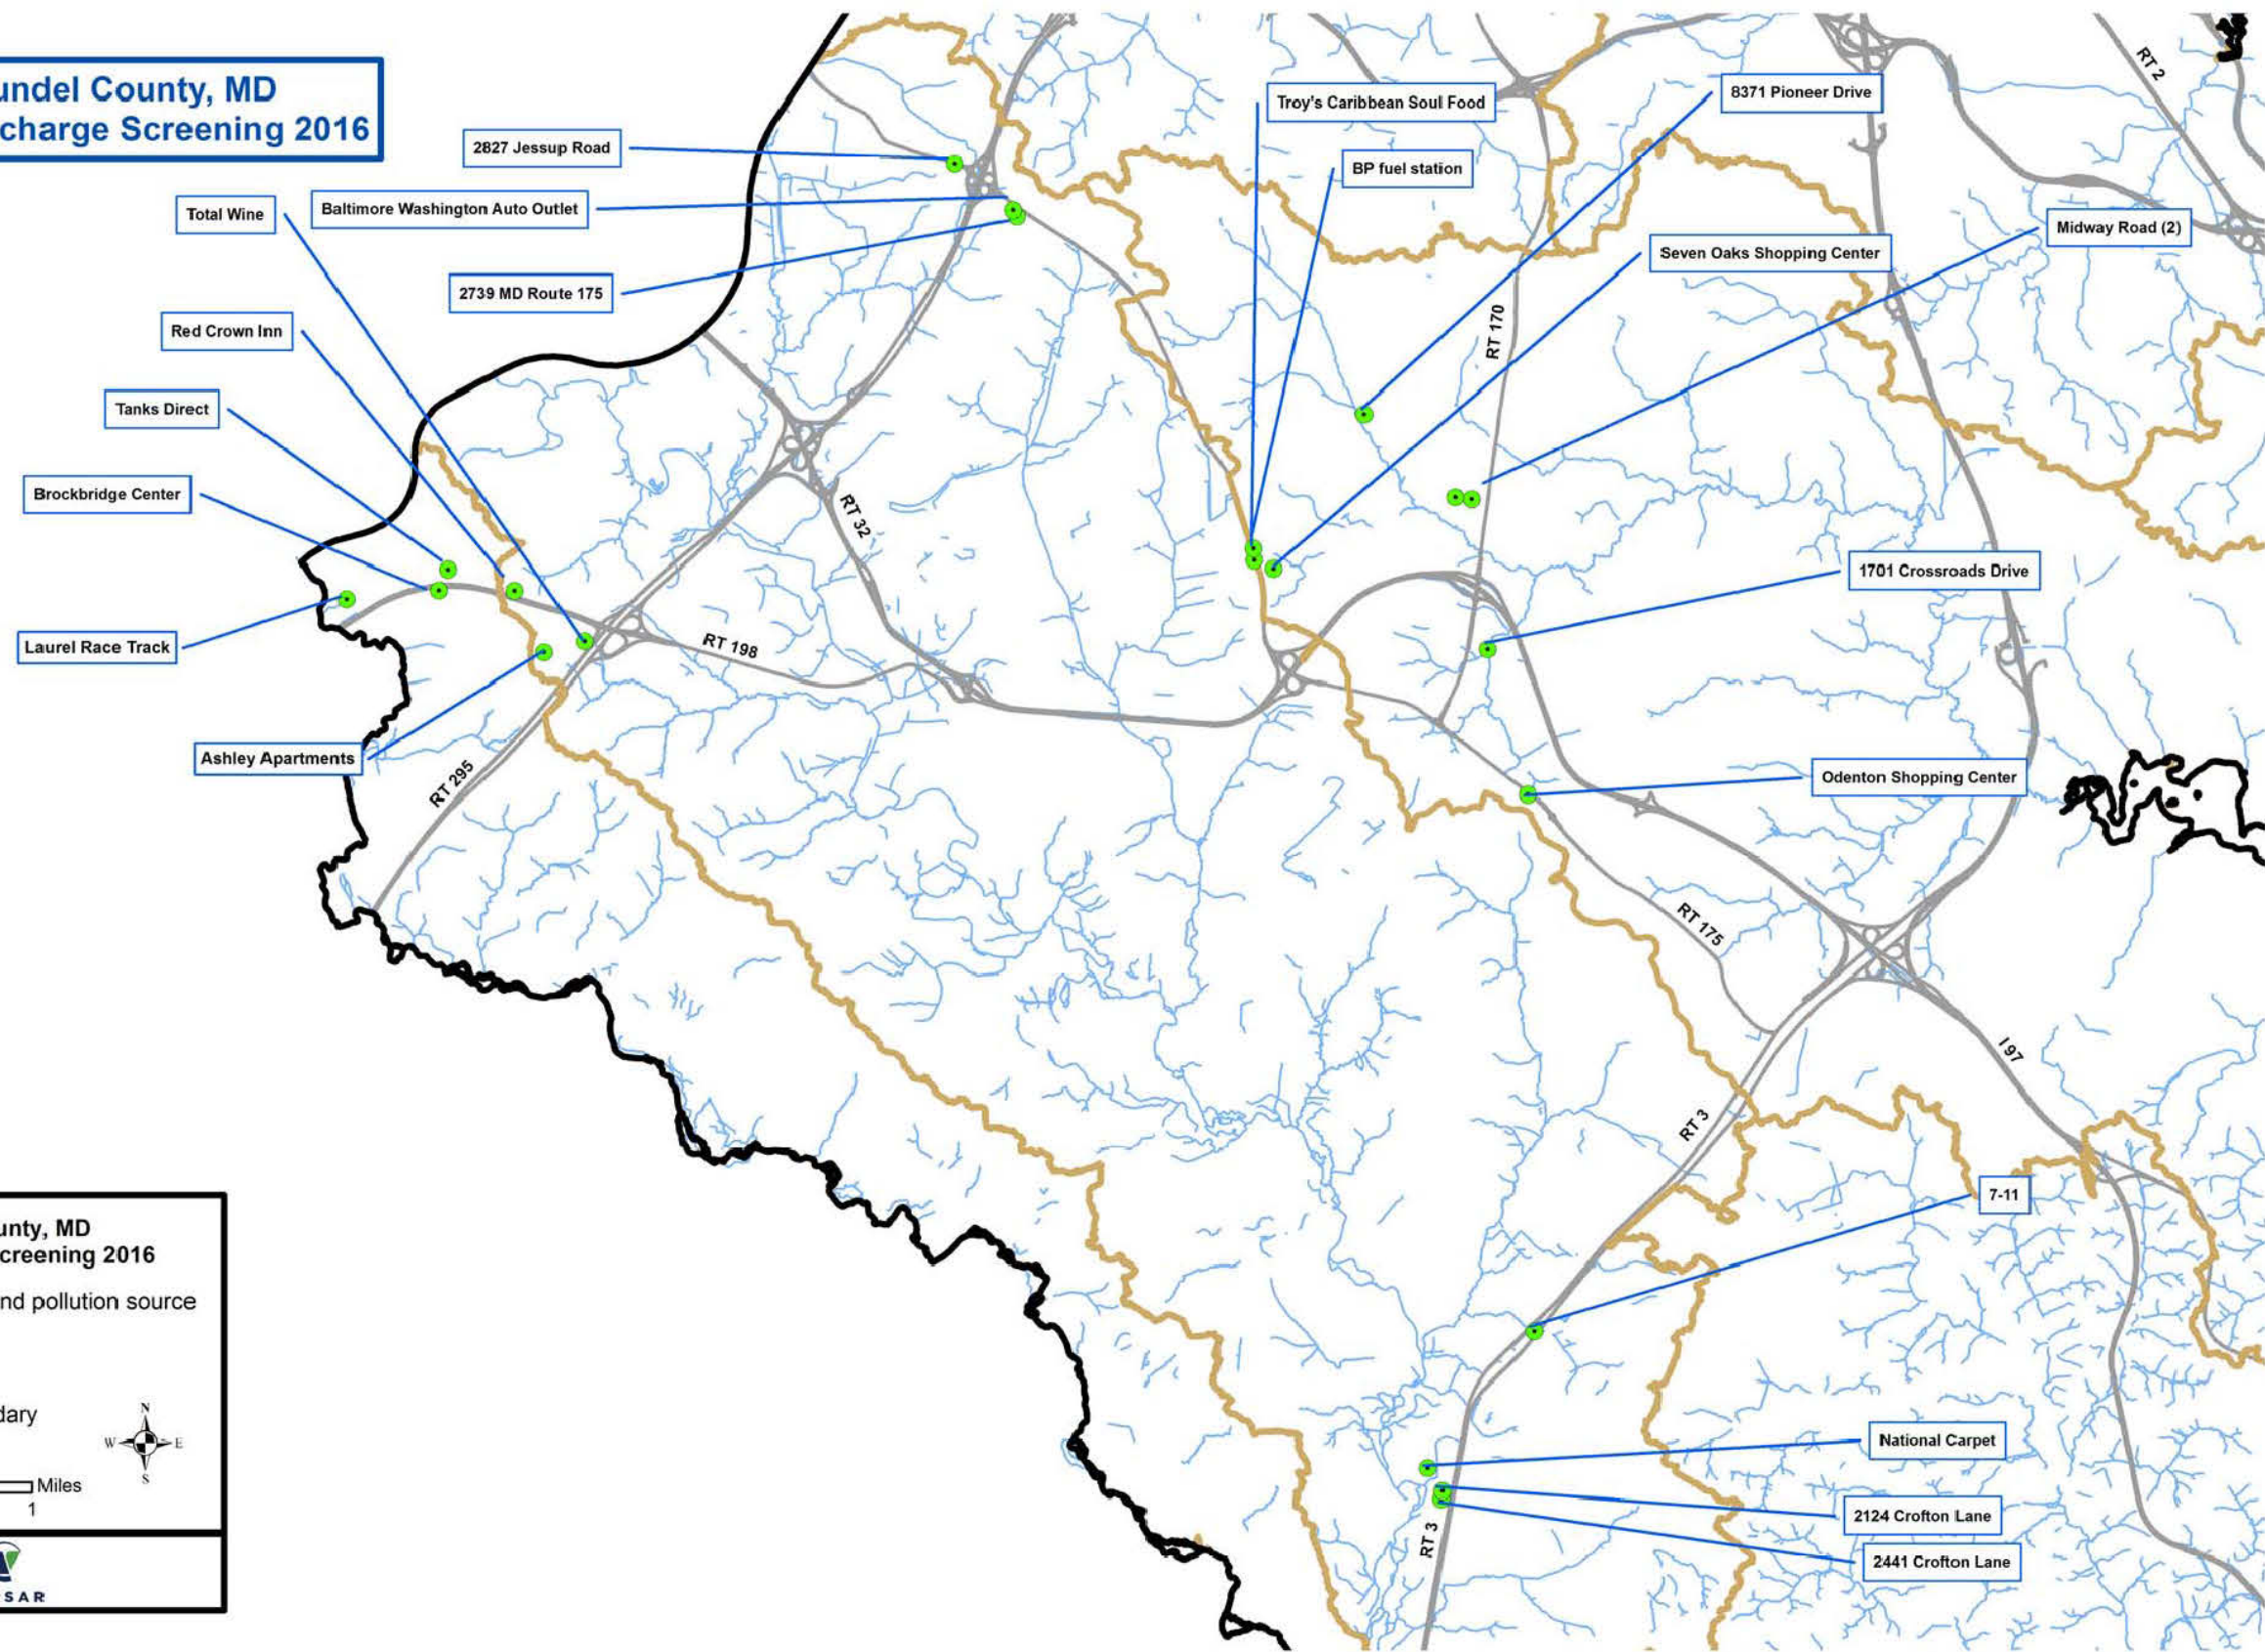 undel County, MD
charge Screening 2016
2827 Jessup Road
Total Wine
Baltimore Washington Auto Outlet
2739 MD Route 175
Red Crown Inn
Tanks Direct
Brockbridge Center
Laurel Race Track
Ashley Apartments
Troy's Caribbean Soul Food
8371 Pioneer Drive
BP fuel station
Midway Road (2)
Seven Oaks Shopping Center
1701 Crossroads Drive
Odenton Shopping Center
7-11
National Carpet
2124 Crofton Lane
2441 Crofton Lane
RT 2
RT 170
RT 32
RT 198
RT 295
RT 175
I 97
RT 3
RT 3
unty, MD
creening 2016
nd pollution source
dary
N
W
E
S
Miles
1
SAR